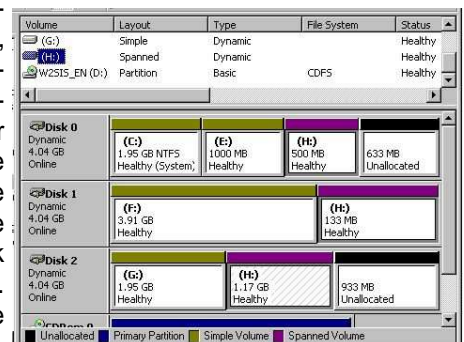 Volume Layout Type File System Status
(G:) Simple Dynamic Healthy
(H:) Spanned Dynamic Healthy
W2SIS_EN (D:) Partition Basic CDFS Healthy
Disk 0
Dynamic
4.04 GB
Online
(C:)
1.95 GB NTFS
Healthy (System)
(E:)
1000 MB
Healthy
(H:)
500 MB
Healthy
633 MB
Unallocated
Disk 1
Dynamic
4.04 GB
Online
(F:)
3.91 GB
Healthy
(H:)
133 MB
Healthy
Disk 2
Dynamic
4.04 GB
Online
(G:)
1.95 GB
Healthy
(H:)
1.17 GB
Healthy
933 MB
Unallocated
CDRom 0
Unallocated Primary Partition Simple Volume Spanned Volume